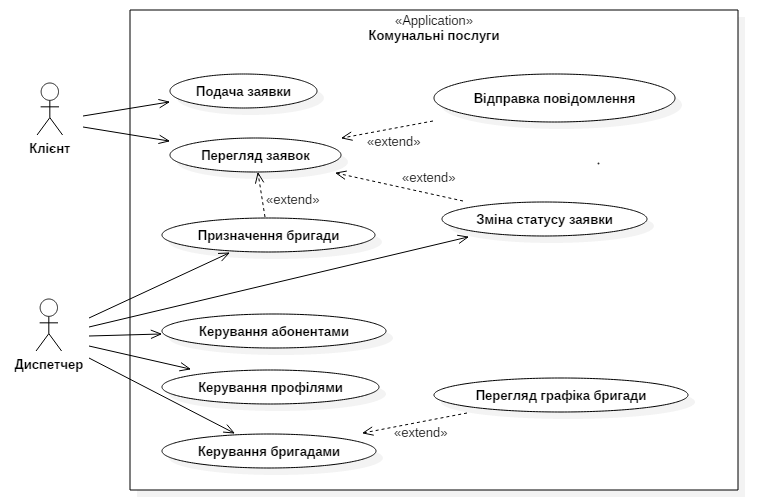 «Application»
Комунальні послуги
Подача заявки
Відправка повідомлення
«extend»
Клієнт
Перегляд заявок
«extend»
«extend»
Зміна статусу заявки
Призначення бригади
Керування абонентами
Диспетчер
Керування профілями
Перегляд графіка бригади
«extend»
Керування бригадами